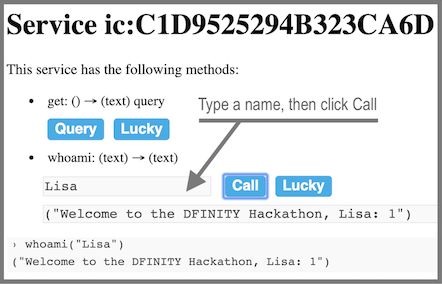 Service ic:C1D9525294B323CA6D
This service has the following methods:
• get: () → (text) query
Type a name, then click Call
Query Lucky
• whoami: (text) → (text)
Lisa Call Lucky
("Welcome to the DFINITY Hackathon, Lisa: 1")
› whoami("Lisa")
("Welcome to the DFINITY Hackathon, Lisa: 1")